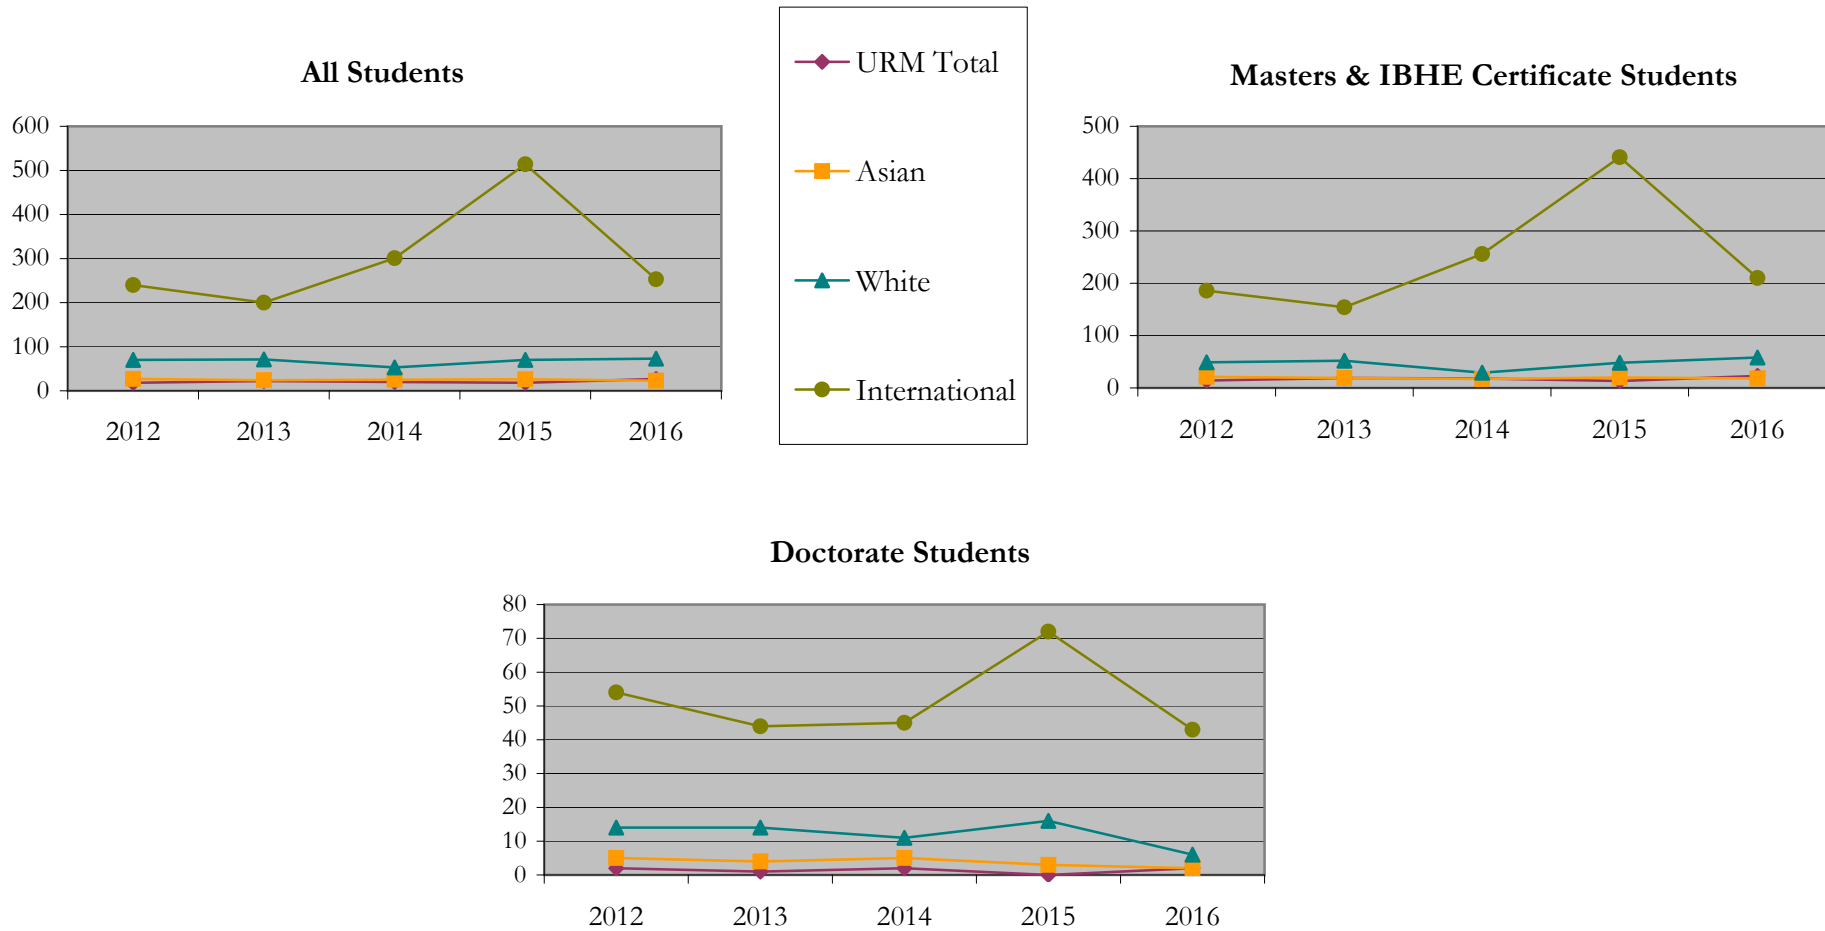 All Students
600
500
400
300
200
100
0
2012 2013 2014 2015 2016
URM Total
Asian
White
International
Masters & IBHE Certificate Students
500
400
300
200
100
0
2012 2013 2014 2015 2016
Doctorate Students
80
70
60
50
40
30
20
10
0
2012 2013 2014 2015 2016